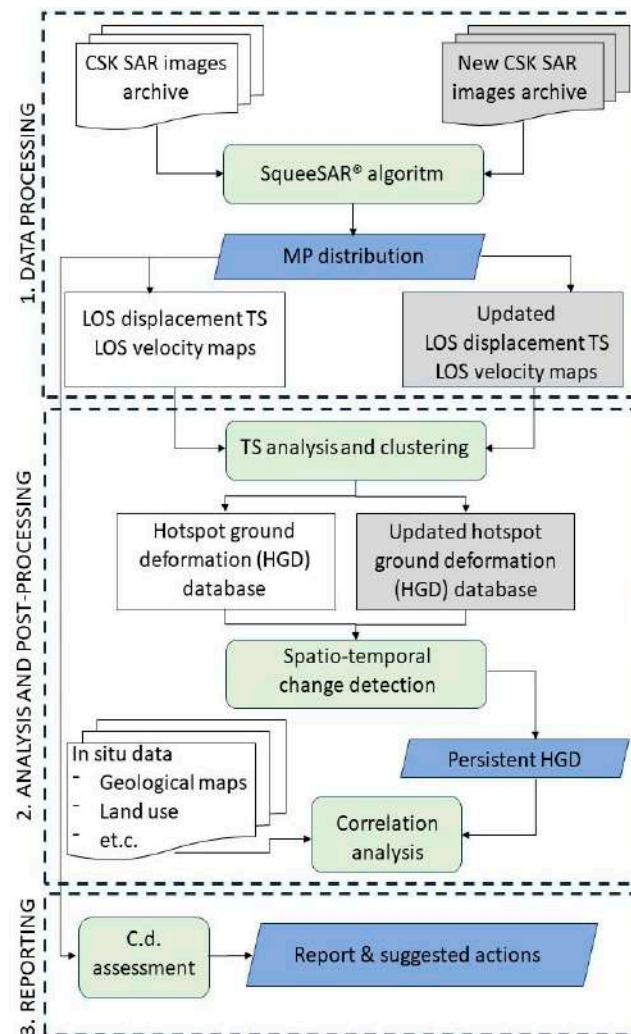 1. DATA PROCESSING
CSK SAR images
archive
New CSK SAR
images archive
SqueeSAR® algoritm
MP distribution
LOS displacement TS
LOS velocity maps
Updated
LOS displacement TS
LOS velocity maps
2. ANALYSIS AND POST-PROCESSING
TS analysis and clustering
Hotspot ground
deformation (HGD)
database
Updated hotspot
ground deformation
(HGD) database
Spatio-temporal
change detection
In situ data
- Geological maps
- Land use
- et.c.
Persistent HGD
Correlation
analysis
3. REPORTING
C.d.
assessment
Report & suggested actions